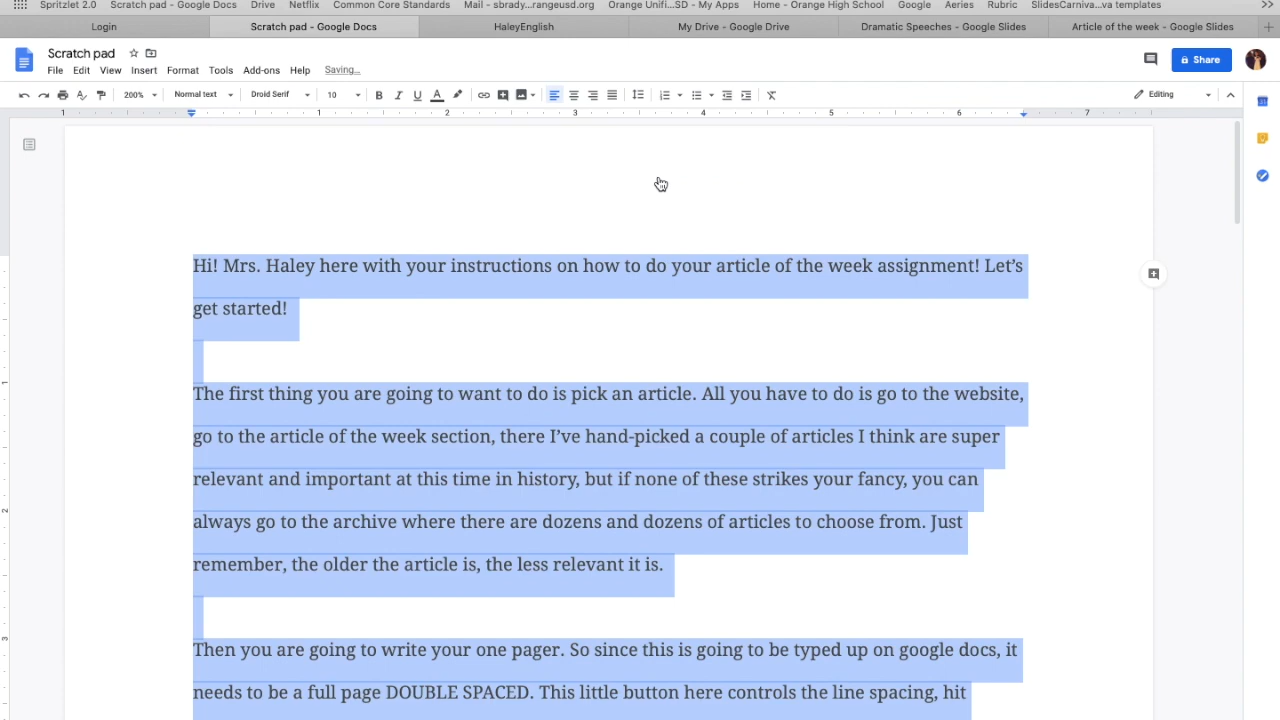 Spritzlet 2.0 Scratch pad - Google Docs Drive Netflix Common Core Standards Mail - sbrady...rangeusd.org Orange Unifi...SD - My Apps Home - Orange High School Google Aeries Rubric SlidesCarniva...va templates
Login Scratch pad - Google Docs HaleyEnglish My Drive - Google Drive Dramatic Speeches - Google Slides Article of the week - Google Slides
Scratch pad
File Edit View Insert Format Tools Add-ons Help Saving...
Share
200% Normal text Droid Serif 10 B I U A Editing
1 1 2 3 4 5 6 7
Hi! Mrs. Haley here with your instructions on how to do your article of the week assignment! Let’s
get started!
The first thing you are going to want to do is pick an article. All you have to do is go to the website,
go to the article of the week section, there I’ve hand-picked a couple of articles I think are super
relevant and important at this time in history, but if none of these strikes your fancy, you can
always go to the archive where there are dozens and dozens of articles to choose from. Just
remember, the older the article is, the less relevant it is.
Then you are going to write your one pager. So since this is going to be typed up on google docs, it
needs to be a full page DOUBLE SPACED. This little button here controls the line spacing, hit
1
2
3